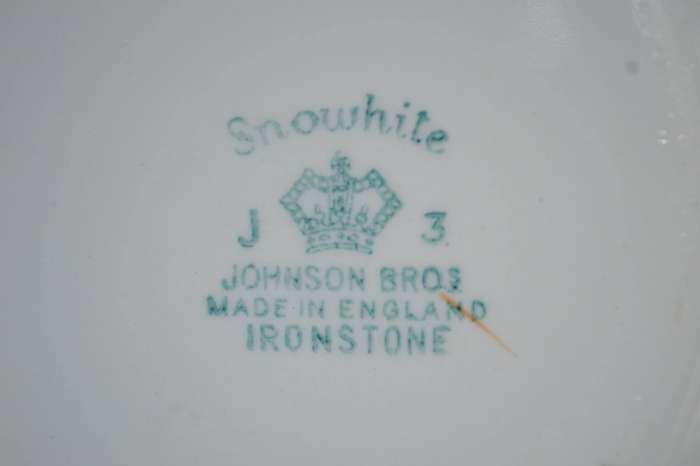 Snowhite
J 3
JOHNSON BROS
MADE IN ENGLAND
IRONSTONE